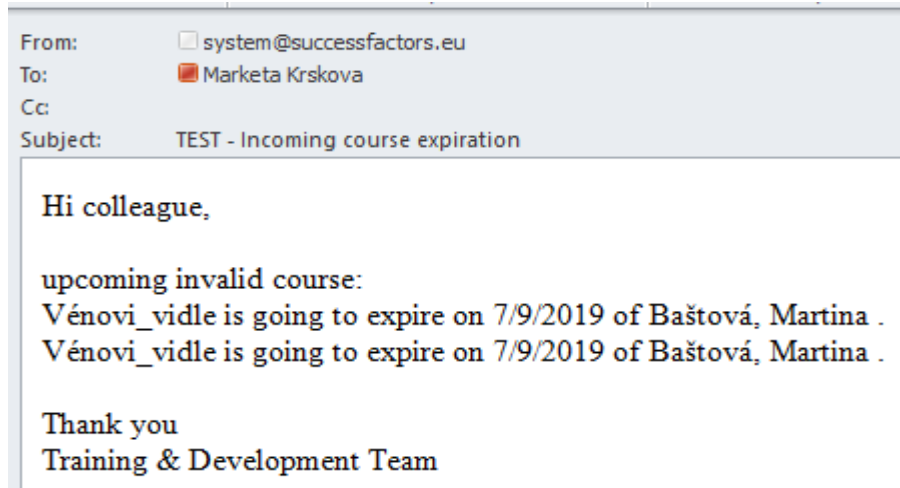 From: system@successfactors.eu
To: Marketa Krskova
Cc:
Subject: TEST - Incoming course expiration
Hi colleague,
upcoming invalid course:
Vénovi_vidle is going to expire on 7/9/2019 of Baštová, Martina .
Vénovi_vidle is going to expire on 7/9/2019 of Baštová, Martina .
Thank you
Training & Development Team